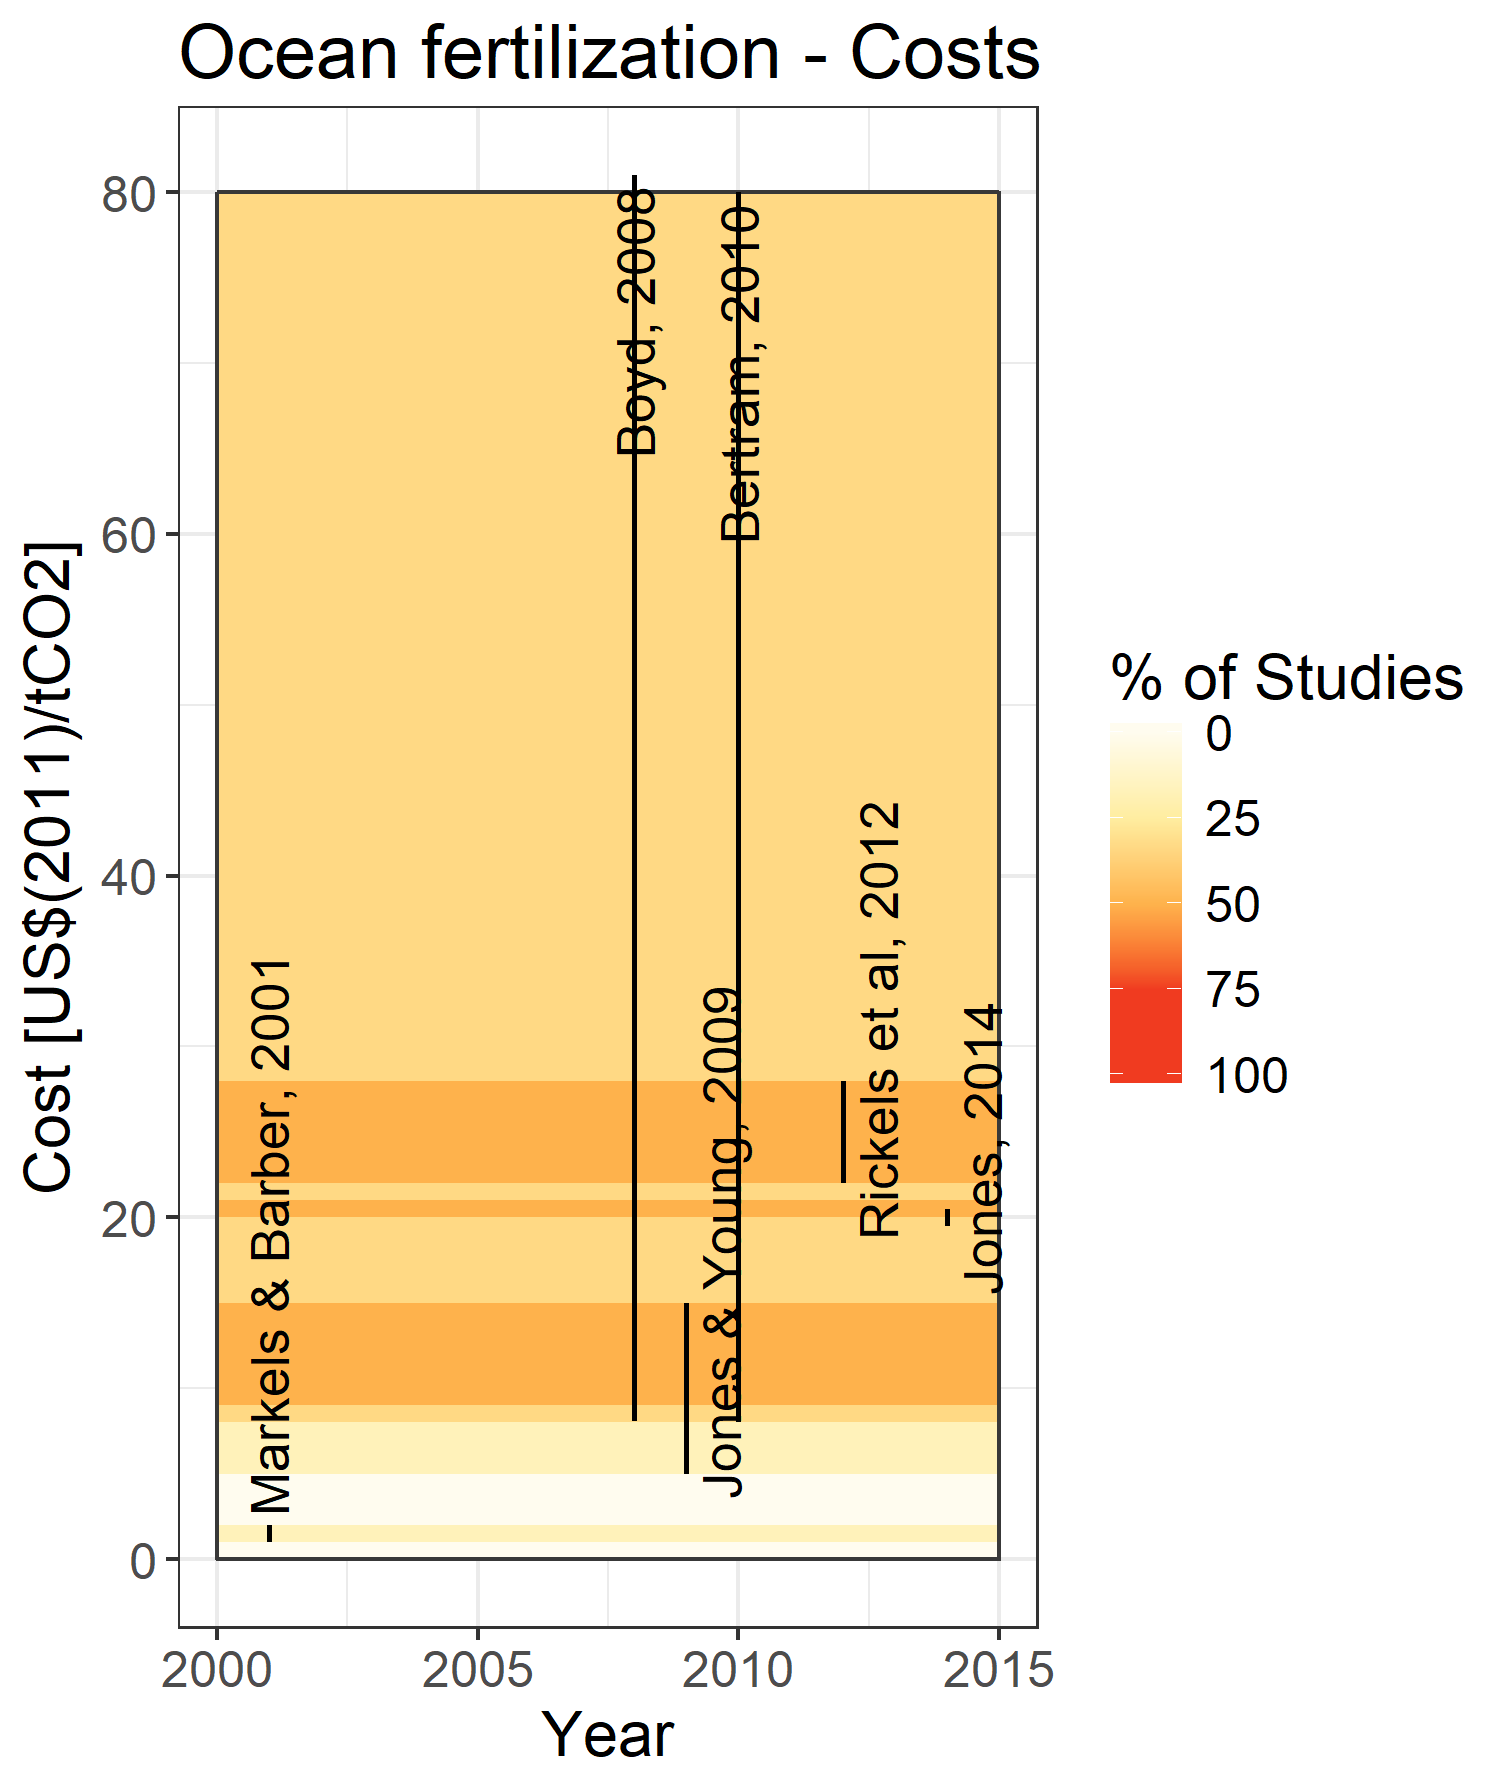 Ocean fertilization - Costs
Cost [US$(2011)/tCO2]
80
60
40
20
0
Markels & Barber, 2001
Boyd, 2008
Jones & Young, 2009
Bertram, 2010
Rickels et al, 2012
Jones, 2014
2000
2005
2010
2015
Year
% of Studies
0
25
50
75
100